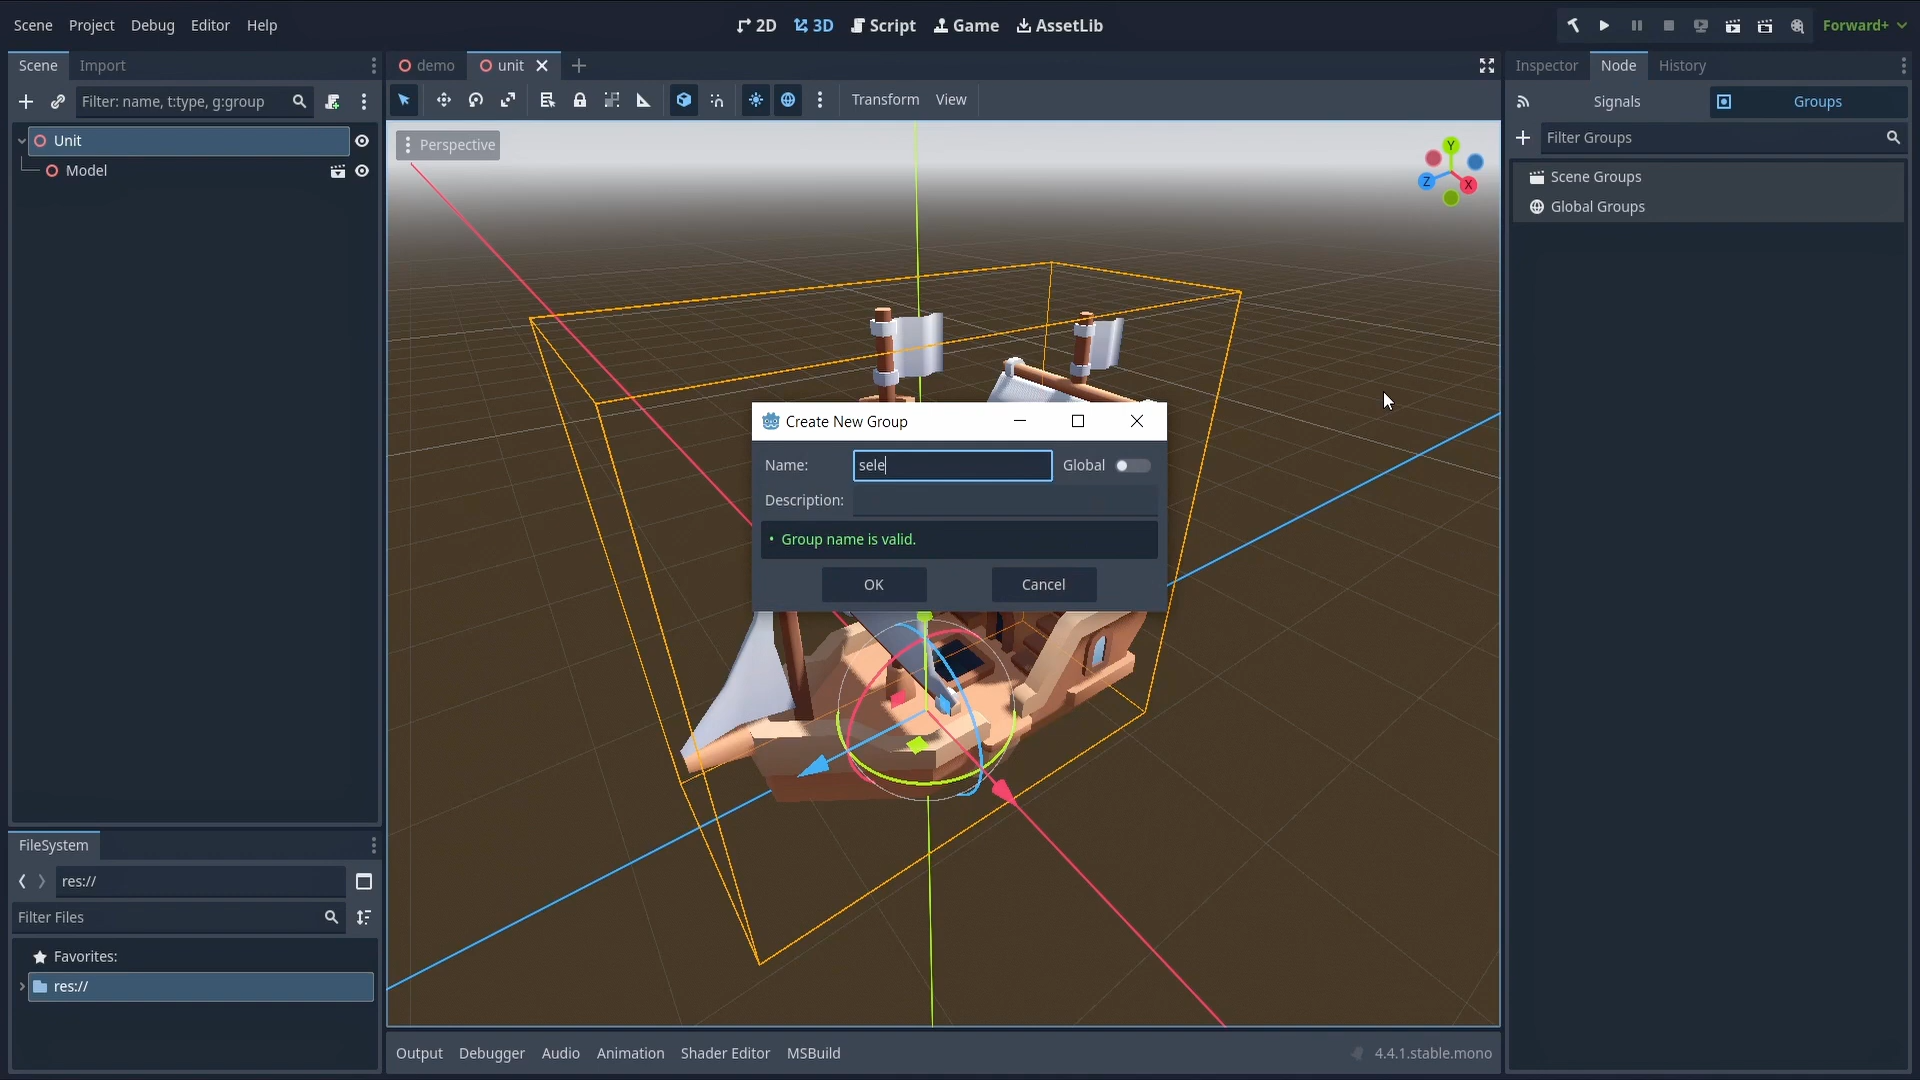 Scene Project Debug Editor Help
2D 3D Script Game AssetLib
Forward+
Scene Import
Filter: name, t:type, g:group
Unit
Model
demo unit
Transform View
Perspective
Y
Z
X
Create New Group
Name: sele Global
Description:
• Group name is valid.
OK Cancel
Inspector Node History
Signals Groups
Filter Groups
Scene Groups
Global Groups
FileSystem
res://
Filter Files
Favorites:
res://
Output Debugger Audio Animation Shader Editor MSBuild
4.4.1.stable.mono